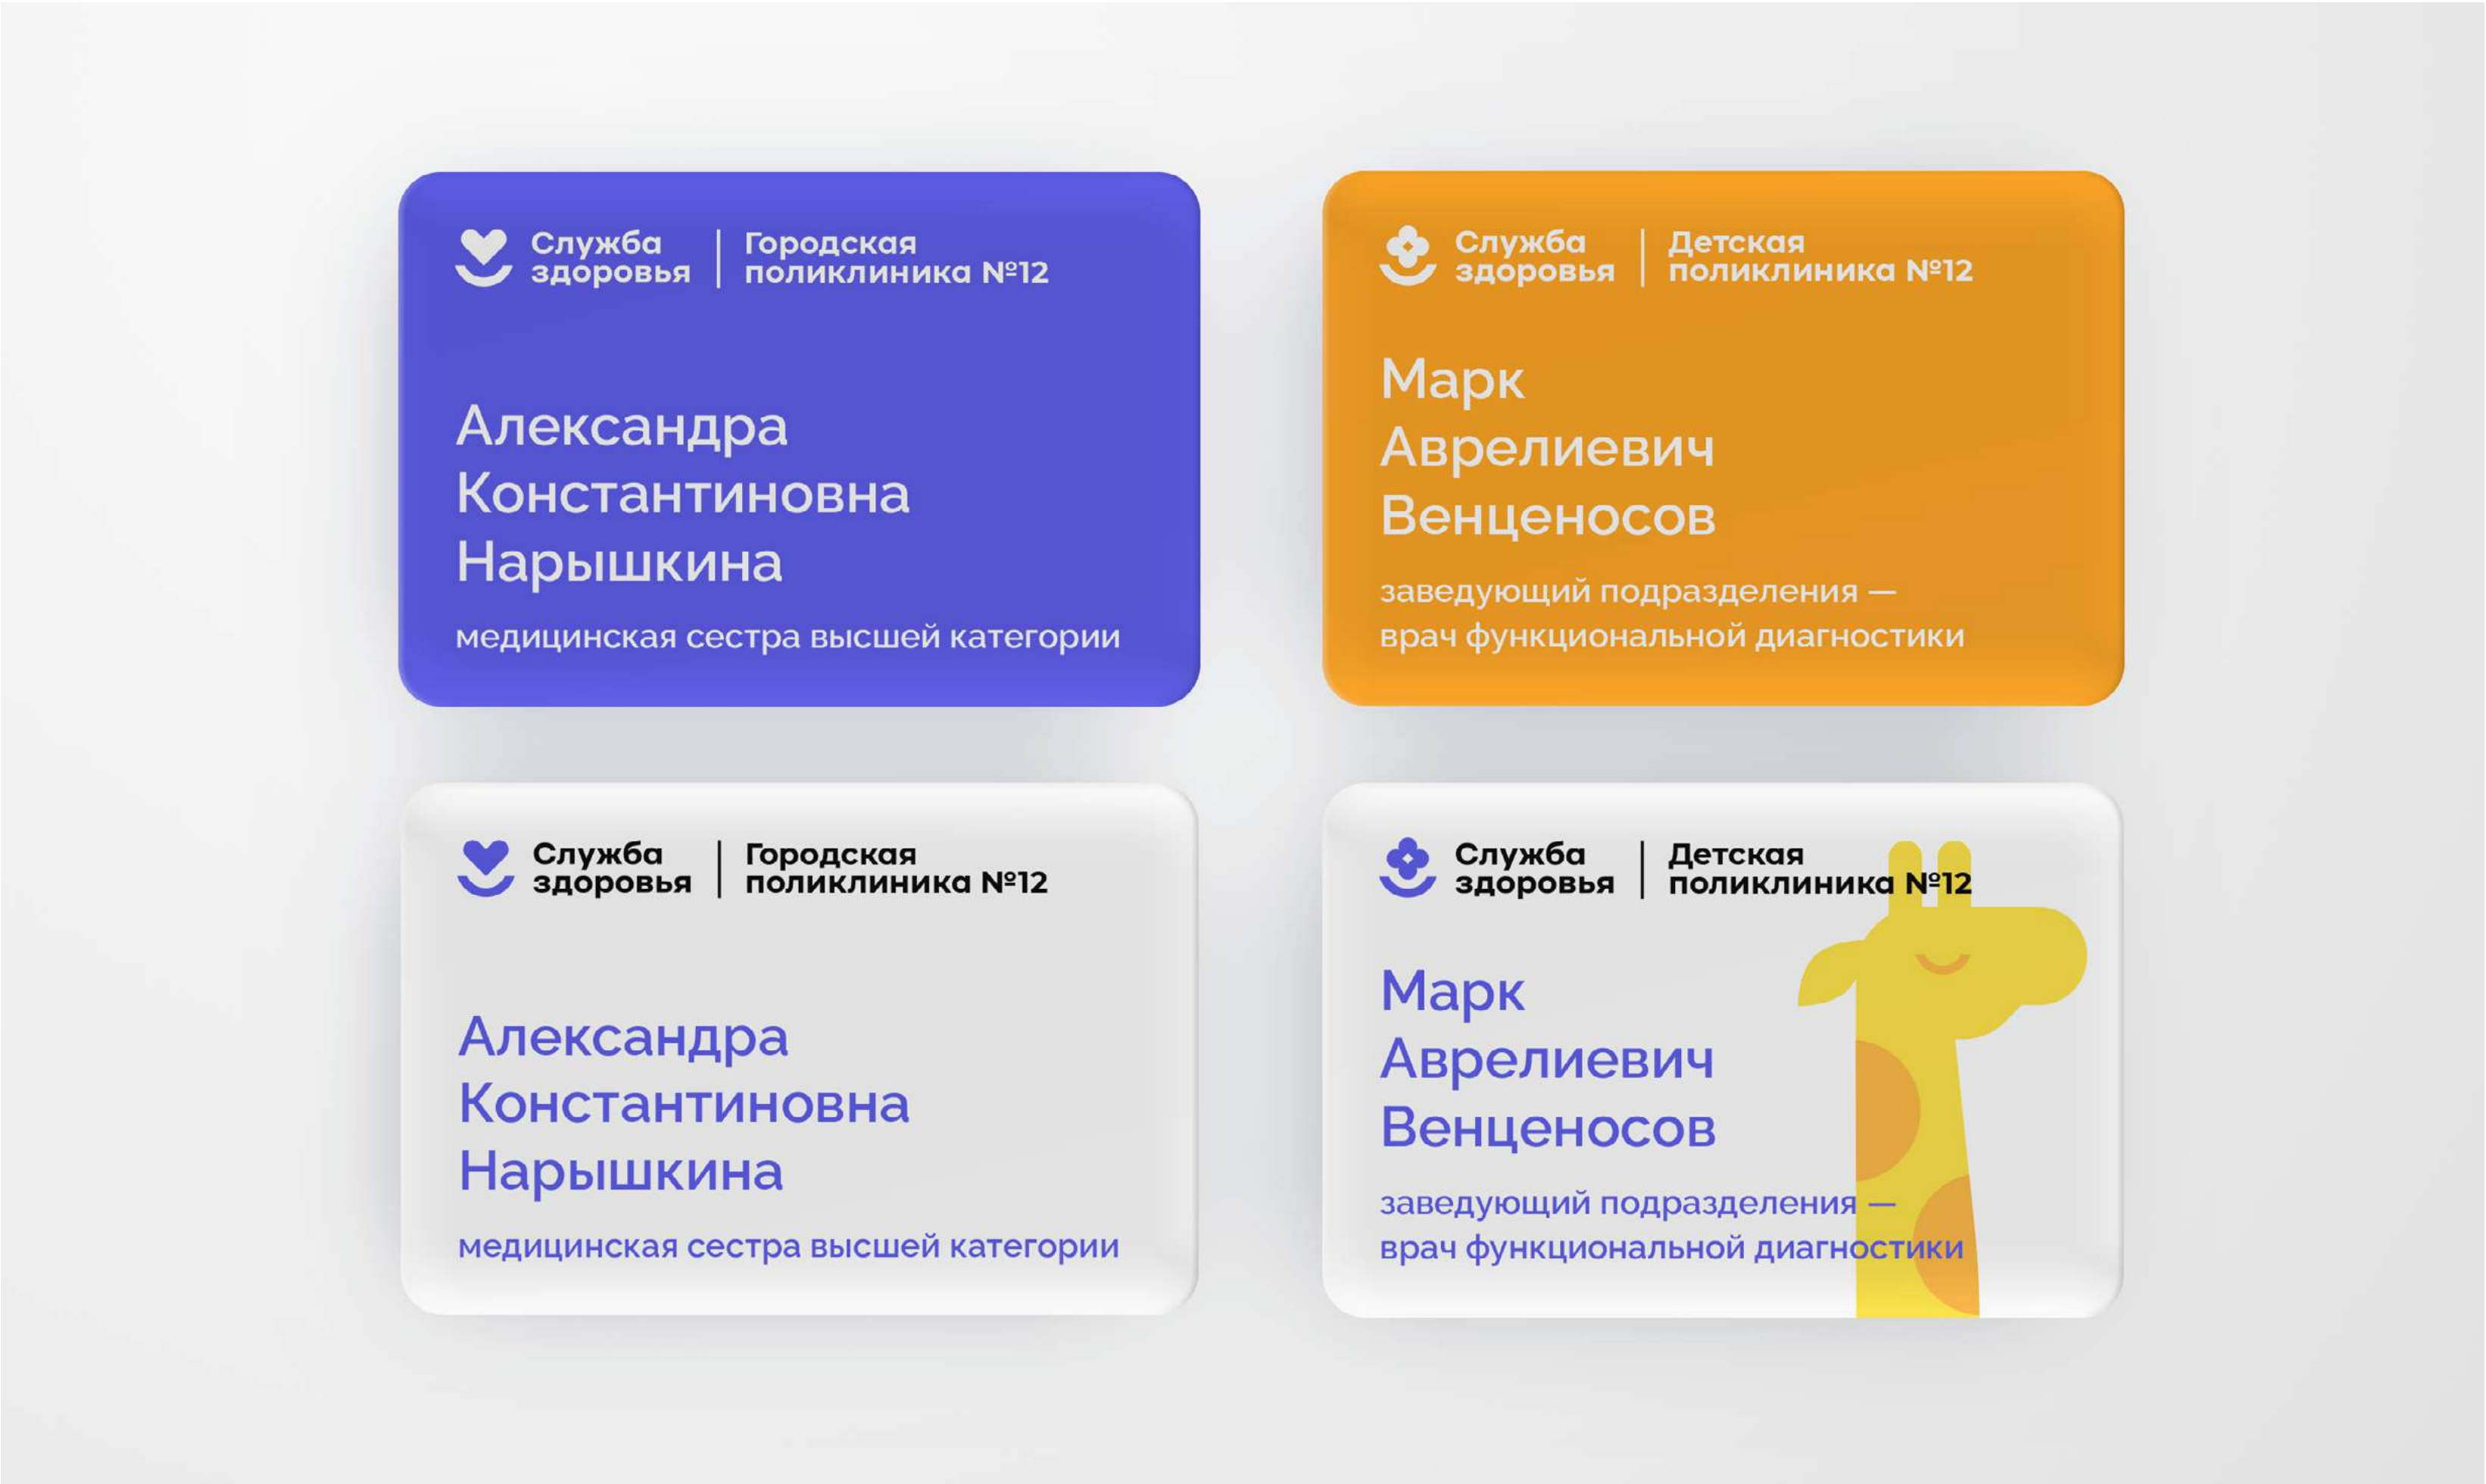 Служба
здоровья
Городская
поликлиника №12
Александра
Константиновна
Нарышкина
медицинская сестра высшей категории
Служба
здоровья
Детская
поликлиника №12
Марк
Аврелиевич
Венценосов
заведующий подразделения —
врач функциональной диагностики
Служба
здоровья
Городская
поликлиника №12
Александра
Константиновна
Нарышкина
медицинская сестра высшей категории
Служба
здоровья
Детская
поликлиника №12
Марк
Аврелиевич
Венценосов
заведующий подразделения —
врач функциональной диагностики